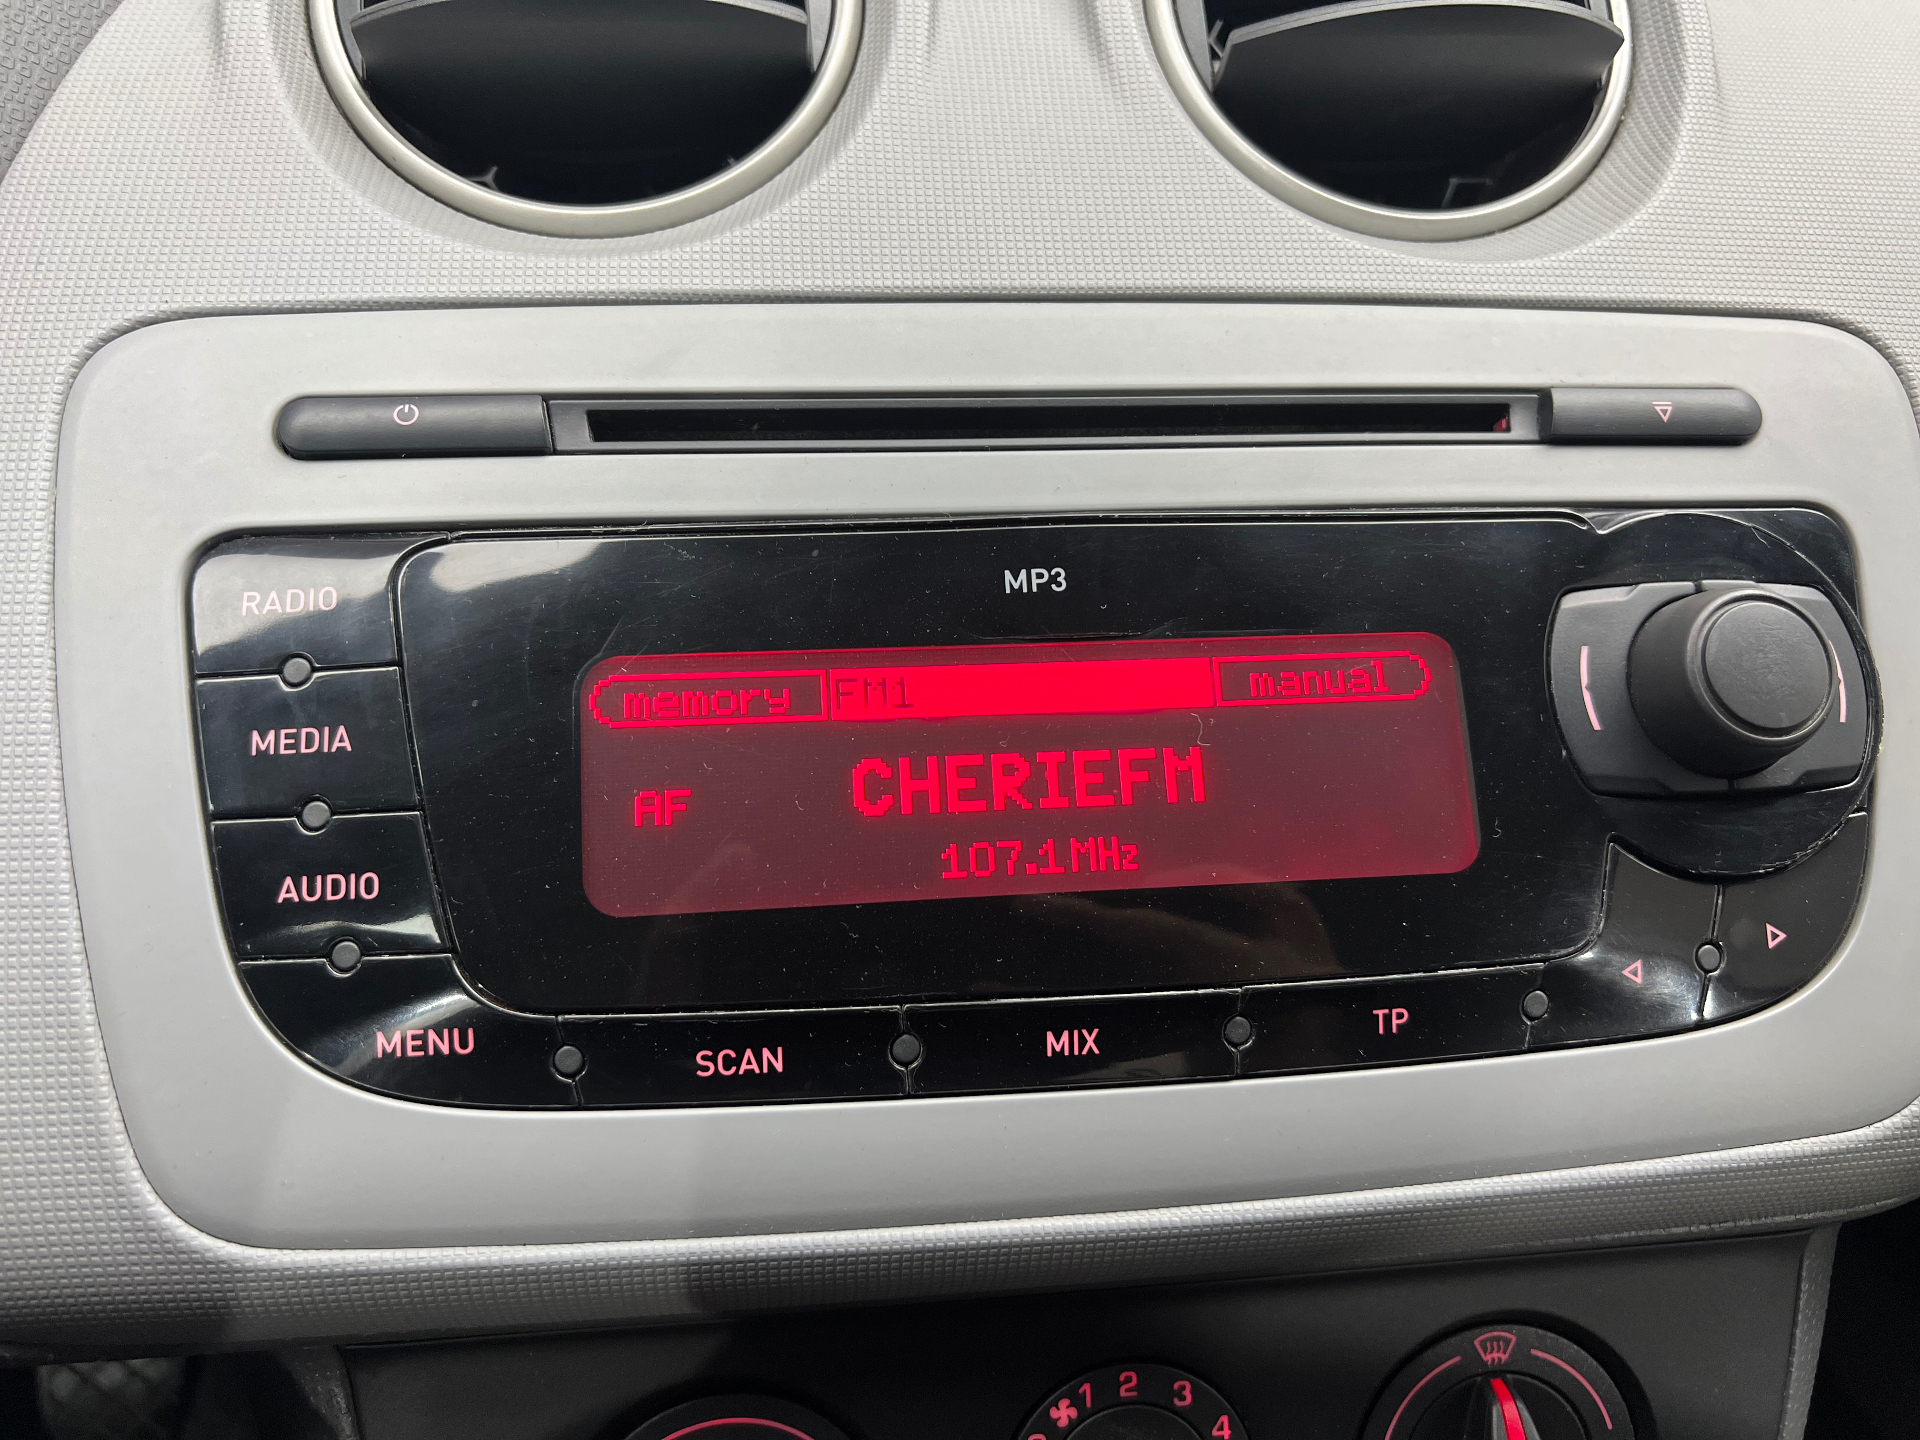 MP3
RADIO
MEDIA
AUDIO
MENU
SCAN
MIX
TP
memory FM1 manual
AF CHERIEFM
107.1MHz
1 2 3 4